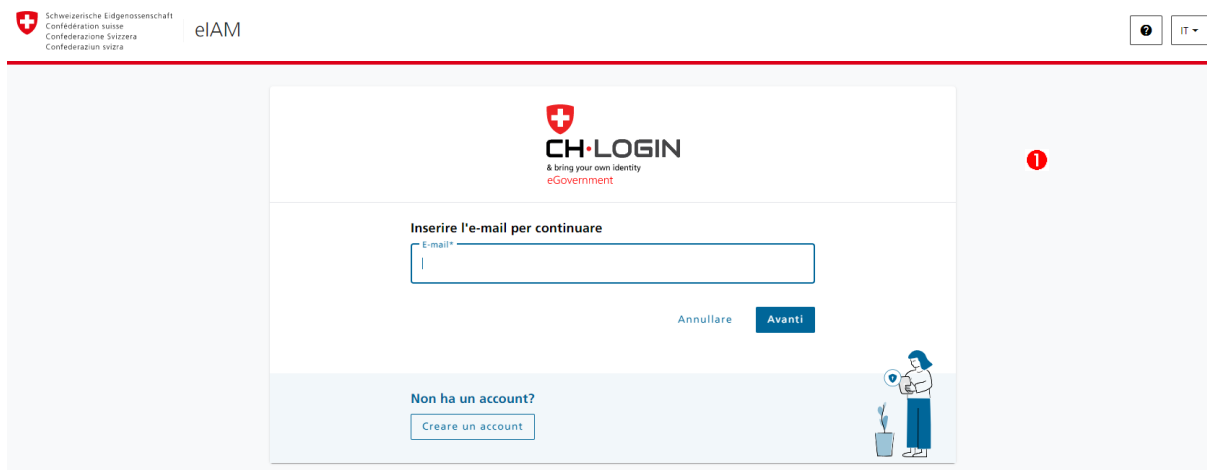 Schweizerische Eidgenossenschaft
Confédération suisse
Confederazione Svizzera
Confederaziun svizra
eIAM
?
IT
CH·LOGIN
& bring your own identity
eGovernment
1
Inserire l'e-mail per continuare
E-mail*
Annullare
Avanti
Non ha un account?
Creare un account